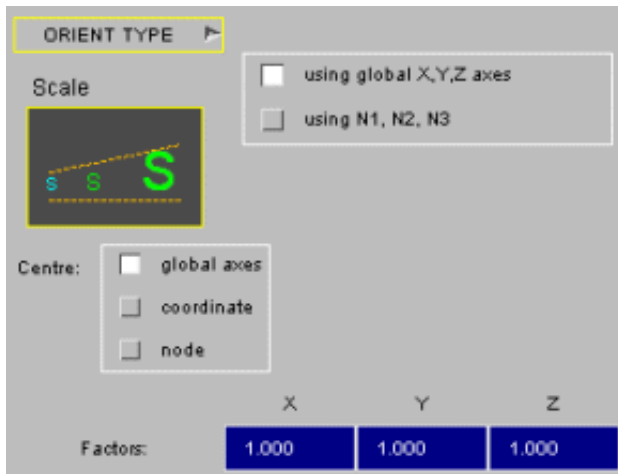 ORIENT TYPE
using global X,Y,Z axes
Scale
using N1, N2, N3
s s S
Centre:
global axes
coordinate
node
X Y Z
Factors: 1.000 1.000 1.000